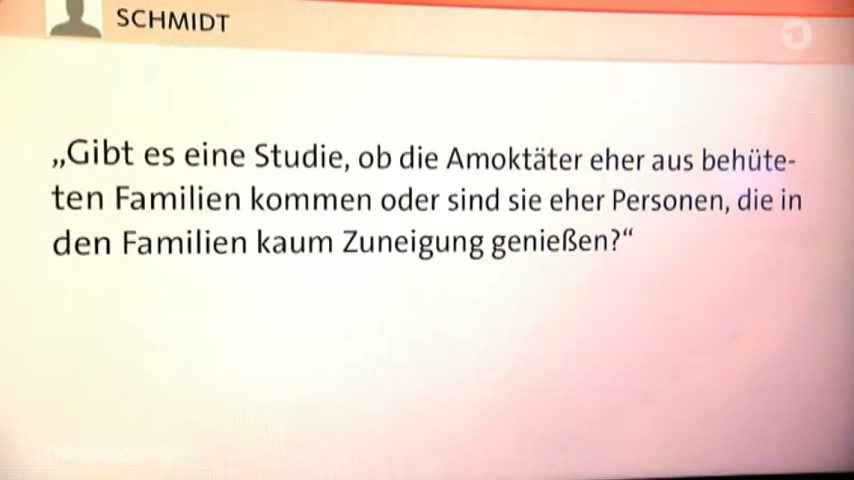 SCHMIDT
„Gibt es eine Studie, ob die Amoktäter eher aus behüte-
ten Familien kommen oder sind sie eher Personen, die in
den Familien kaum Zuneigung genießen?“